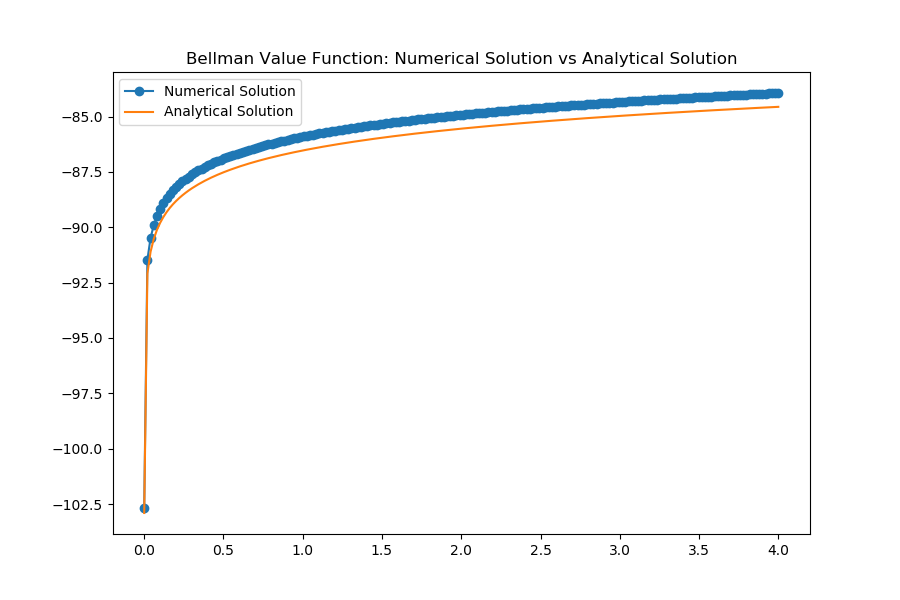 Bellman Value Function: Numerical Solution vs Analytical Solution
Numerical Solution
Analytical Solution
−85.0
−87.5
−90.0
−92.5
−95.0
−97.5
−100.0
−102.5
0.0 0.5 1.0 1.5 2.0 2.5 3.0 3.5 4.0